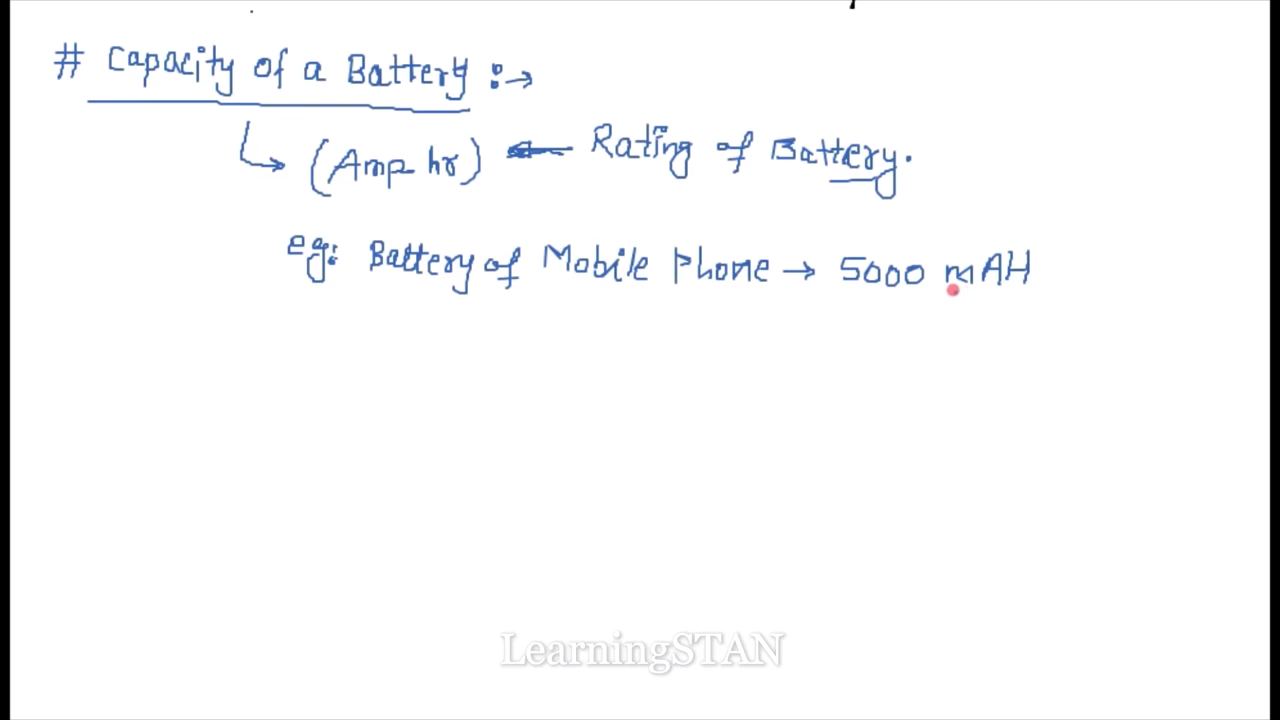 # Capacity of a Battery :→
↳ (Amp hr) ← Rating of Battery.
eg: Battery of Mobile Phone → 5000 mAH
LearningSTAN